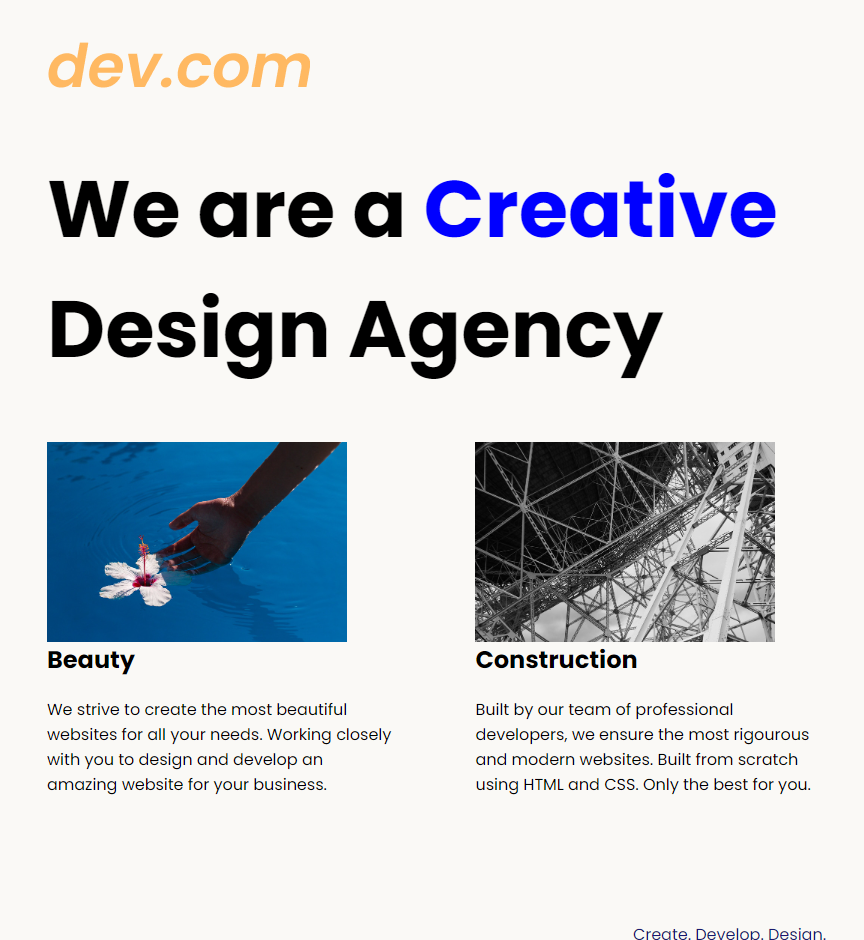 dev.com
We are a Creative
Design Agency
Beauty
We strive to create the most beautiful
websites for all your needs. Working closely
with you to design and develop an
amazing website for your business.
Construction
Built by our team of professional
developers, we ensure the most rigourous
and modern websites. Built from scratch
using HTML and CSS. Only the best for you.
Create. Develop. Design.